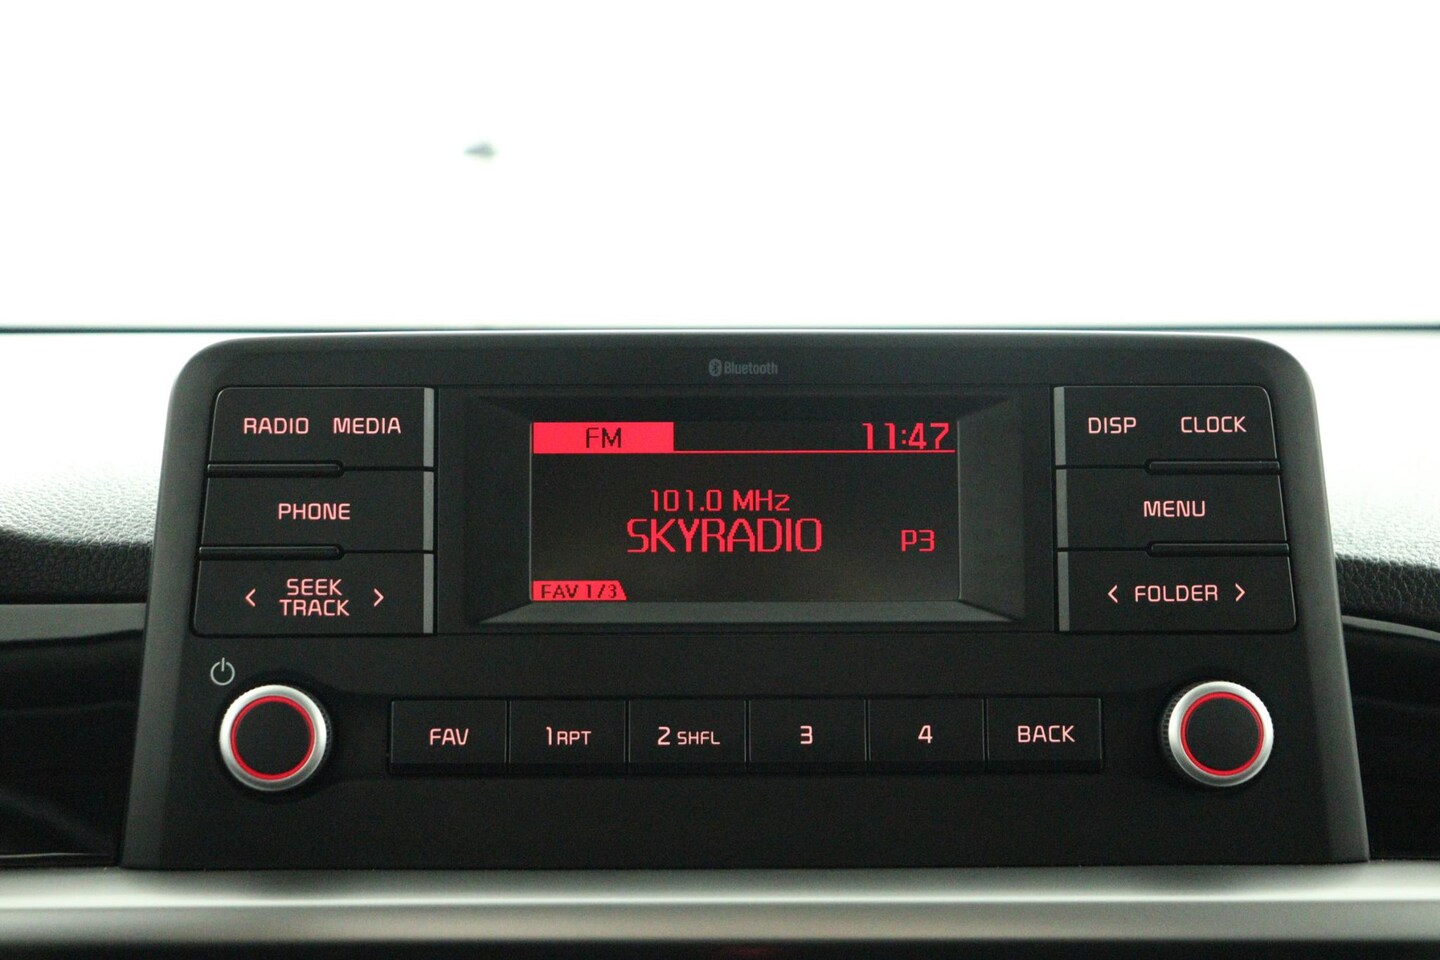 Bluetooth
RADIO MEDIA
PHONE
< SEEK TRACK >
FM 11:47
101.0 MHz
SKYRADIO P3
FAV 1/3
DISP CLOCK
MENU
< FOLDER >
FAV 1 RPT 2 SHFL 3 4 BACK